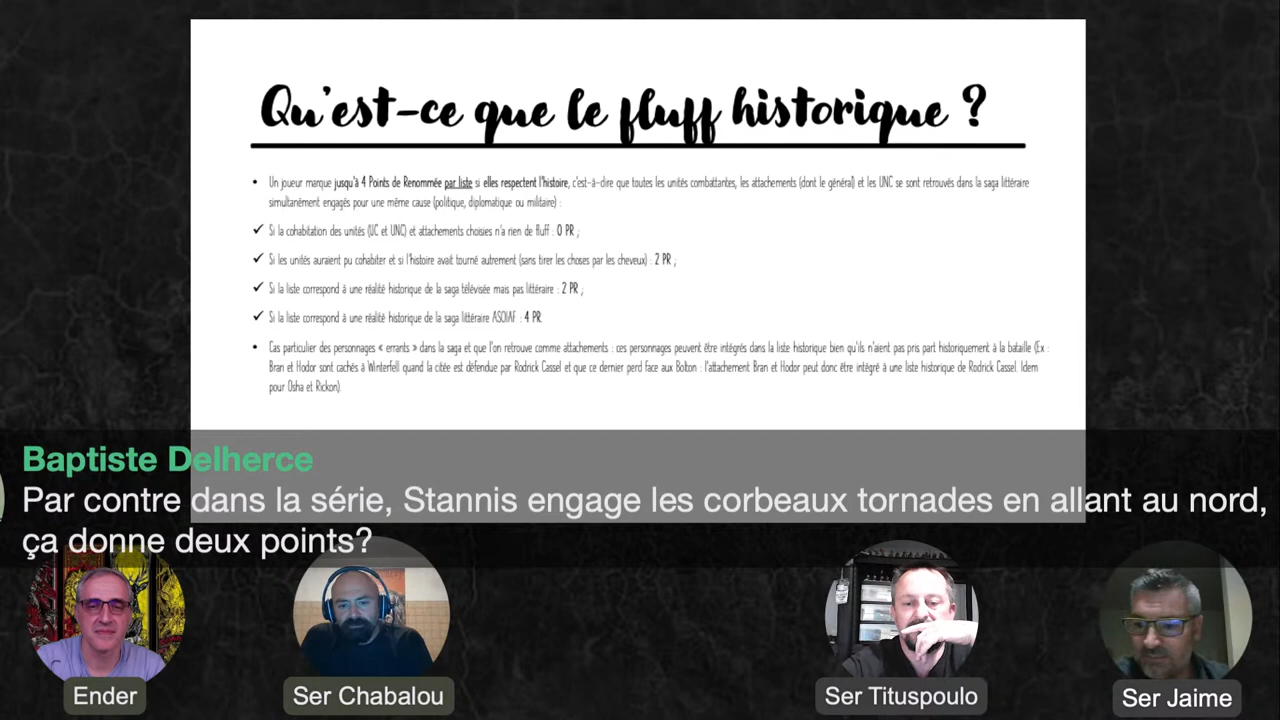 Qu'est-ce que le fluff historique ?
• Un joueur marque jusqu'à 4 Points de Renommée par liste si elles respectent l'histoire, c'est-à-dire que toutes les unités combattantes, les attachements (dont le général) et les UNC se sont retrouvés dans la saga littéraire
simultanément engagés pour une même cause (politique, diplomatique ou militaire) :
✓ Si la cohabitation des unités (UC et UNC) et attachements choisies n'a rien de fluff : 0 PR ;
✓ Si les unités auraient pu cohabiter et si l'histoire avait tourné autrement (sans tirer les choses par les cheveux) : 2 PR ;
✓ Si la liste correspond à une réalité historique de la saga télévisée mais pas littéraire : 2 PR ;
✓ Si la liste correspond à une réalité historique de la saga littéraire ASOIAF : 4 PR.
• Cas particulier des personnages « errants » dans la saga et que l'on retrouve comme attachements : ces personnages peuvent être intégrés dans la liste historique bien qu'ils n'aient pas pris part historiquement à la bataille (Ex :
Bran et Hodor sont cachés à Winterfell quand la citée est défendue par Rodrick Cassel et que ce dernier perd face aux Bolton : l'attachement Bran et Hodor peut donc être intégré à une liste historique de Rodrick Cassel. Idem
pour Osha et Rickon).
Baptiste Delherce
Par contre dans la série, Stannis engage les corbeaux tornades en allant au nord,
ça donne deux points?
Ender
Ser Chabalou
Ser Tituspoulo
Ser Jaime